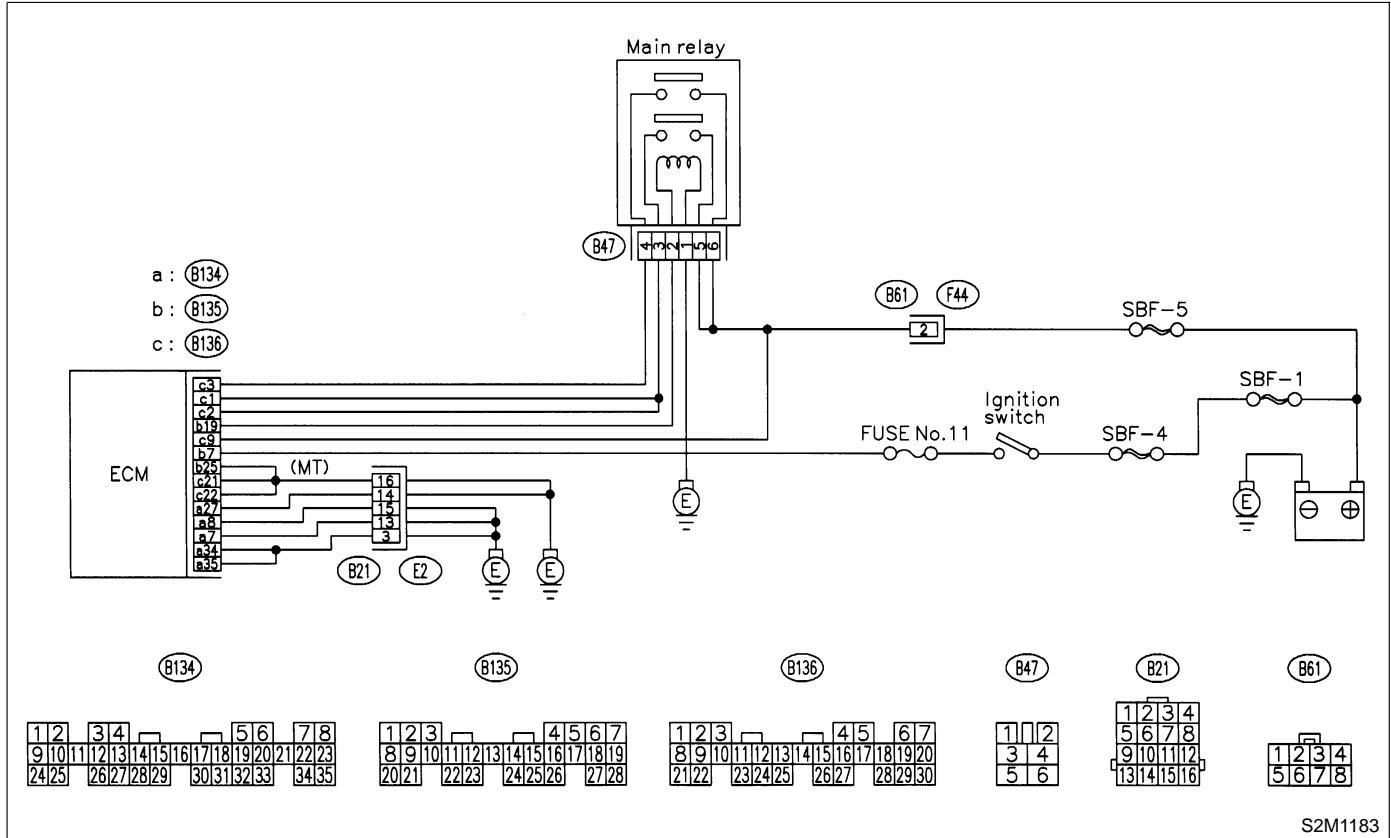 Main relay
4 3 2 1 5 6
B47
a : B134
b : B135
c : B136
B61 F44
2
SBF-5
SBF-1
Ignition switch
FUSE No.11
SBF-4
ECM
c3
c1
c2
b19
c9
b7
b25
c21
c22
a27
a8
a7
a34
a35
(MT)
16
14
15
13
3
B21 E2
E
E
E
E
B134 B135 B136 B47 B21 B61
1 2 3 4 5 6 7 8
9 10 11 12 13 14 15 16 17 18 19 20 21 22 23
24 25 26 27 28 29 30 31 32 33 34 35
1 2 3 4 5 6 7
8 9 10 11 12 13 14 15 16 17 18 19
20 21 22 23 24 25 26 27 28
1 2 3 4 5 6 7
8 9 10 11 12 13 14 15 16 17 18 19 20
21 22 23 24 25 26 27 28 29 30
1 2
3 4
5 6
1 2 3 4
5 6 7 8
9 10 11 12
13 14 15 16
1 2 3 4
5 6 7 8
S2M1183